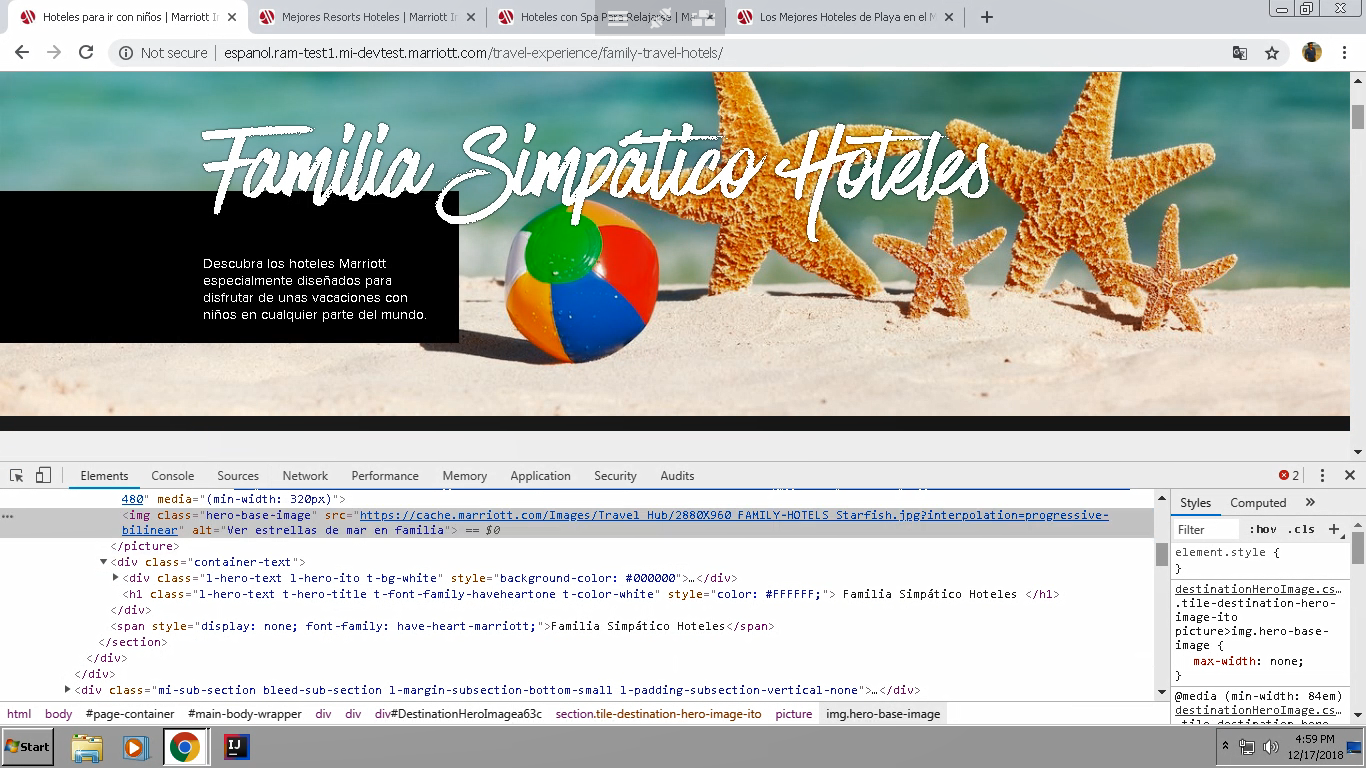 Hoteles para ir con niños | Marriott Ir
Mejores Resorts Hoteles | Marriott Ir
Hoteles con Spa Para Relajarse | Ma
Los Mejores Hoteles de Playa en el M
Not secure | espanol.ram-test1.mi-devtest.marriott.com/travel-experience/family-travel-hotels/
Familia Simpático Hoteles
Descubra los hoteles Marriott
especialmente diseñados para
disfrutar de unas vacaciones con
niños en cualquier parte del mundo.
Elements Console Sources Network Performance Memory Application Security Audits 2
480" media="(min-width: 320px)">
<img class="hero-base-image" src="https://cache.marriott.com/Images/Travel_Hub/2880X960_FAMILY-HOTELS_Starfish.jpg?interpolation=progressive-
bilinear" alt="Ver estrellas de mar en familia"> == $0
</picture>
<div class="container-text">
<div class="l-hero-text l-hero-ito t-bg-white" style="background-color: #000000">…</div>
<h1 class="l-hero-text t-hero-title t-font-family-haveheartone t-color-white" style="color: #FFFFFF;"> Familia Simpático Hoteles </h1>
</div>
<span style="display: none; font-family: have-heart-marriott;">Familia Simpático Hoteles</span>
</section>
</div>
</div>
<div class="mi-sub-section bleed-sub-section l-margin-subsection-bottom-small l-padding-subsection-vertical-none">…</div>
html body #page-container #main-body-wrapper div div div#DestinationHeroImagea63c section.tile-destination-hero-image-ito picture img.hero-base-image
Styles Computed »
Filter :hov .cls +
element.style {
}
destinationHeroImage.cs…
.tile-destination-hero-
image-ito
picture>img.hero-base-
image {
max-width: none;
}
@media (min-width: 84em)
destinationHeroImage.cs…
Start
4:59 PM
12/17/2018